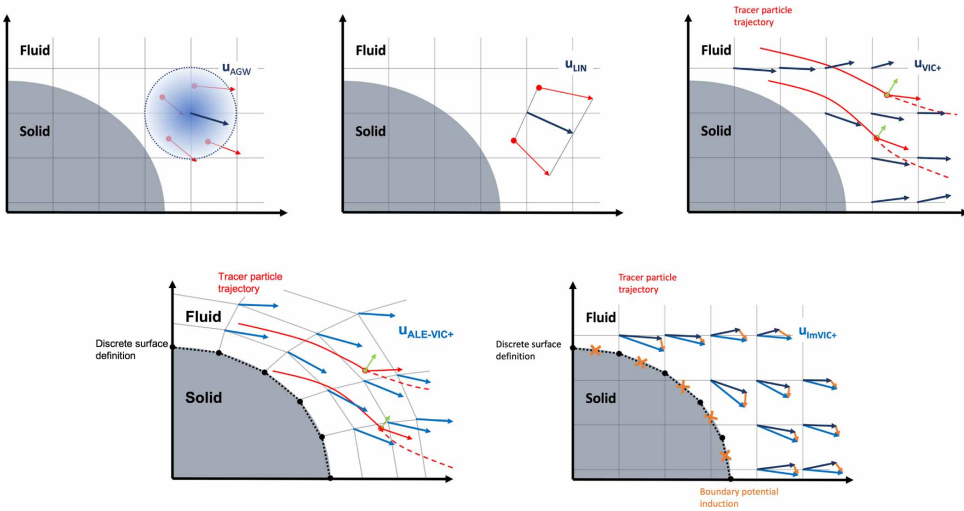 Fluid
Solid
u_AGW
Fluid
Solid
u_LIN
Tracer particle
trajectory
Fluid
Solid
u_VIC+
Tracer particle
trajectory
Fluid
u_ALE-VIC+
Discrete surface
definition
Solid
Tracer particle
trajectory
Fluid
u_ImVIC+
Discrete surface
definition
Solid
Boundary potential
induction